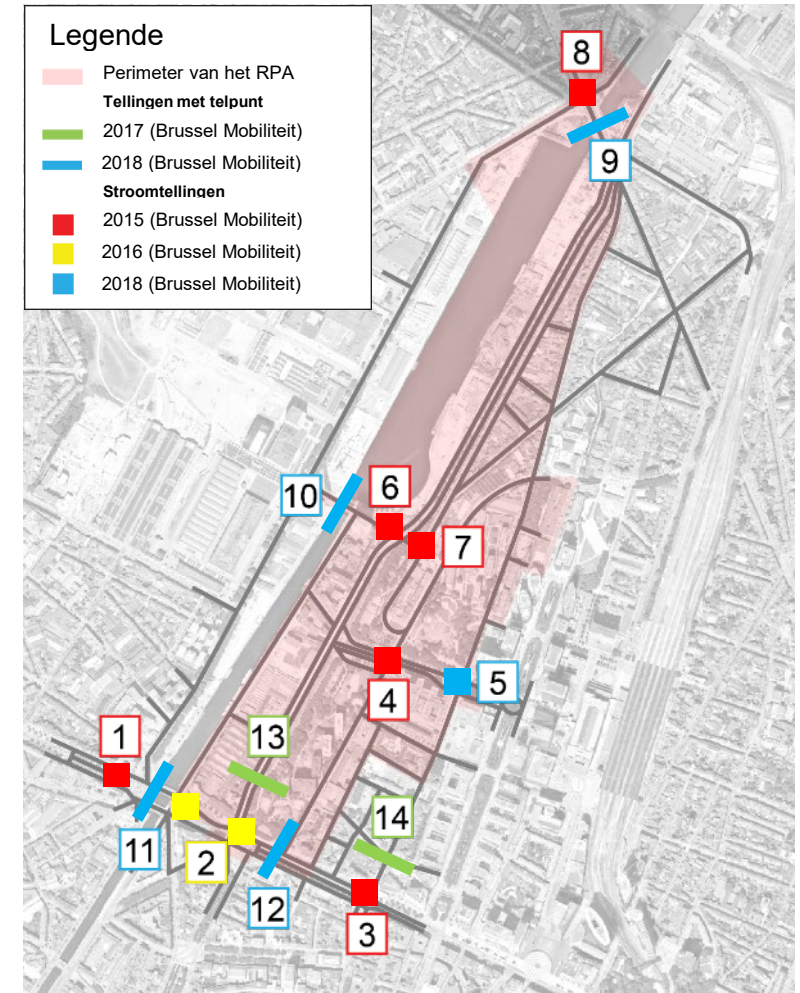 Legende
Perimeter van het RPA
Tellingen met telpunt
2017 (Brussel Mobiliteit)
2018 (Brussel Mobiliteit)
Stroomtellingen
2015 (Brussel Mobiliteit)
2016 (Brussel Mobiliteit)
2018 (Brussel Mobiliteit)
8
9
10
6
7
4
5
1
13
14
11
2
12
3